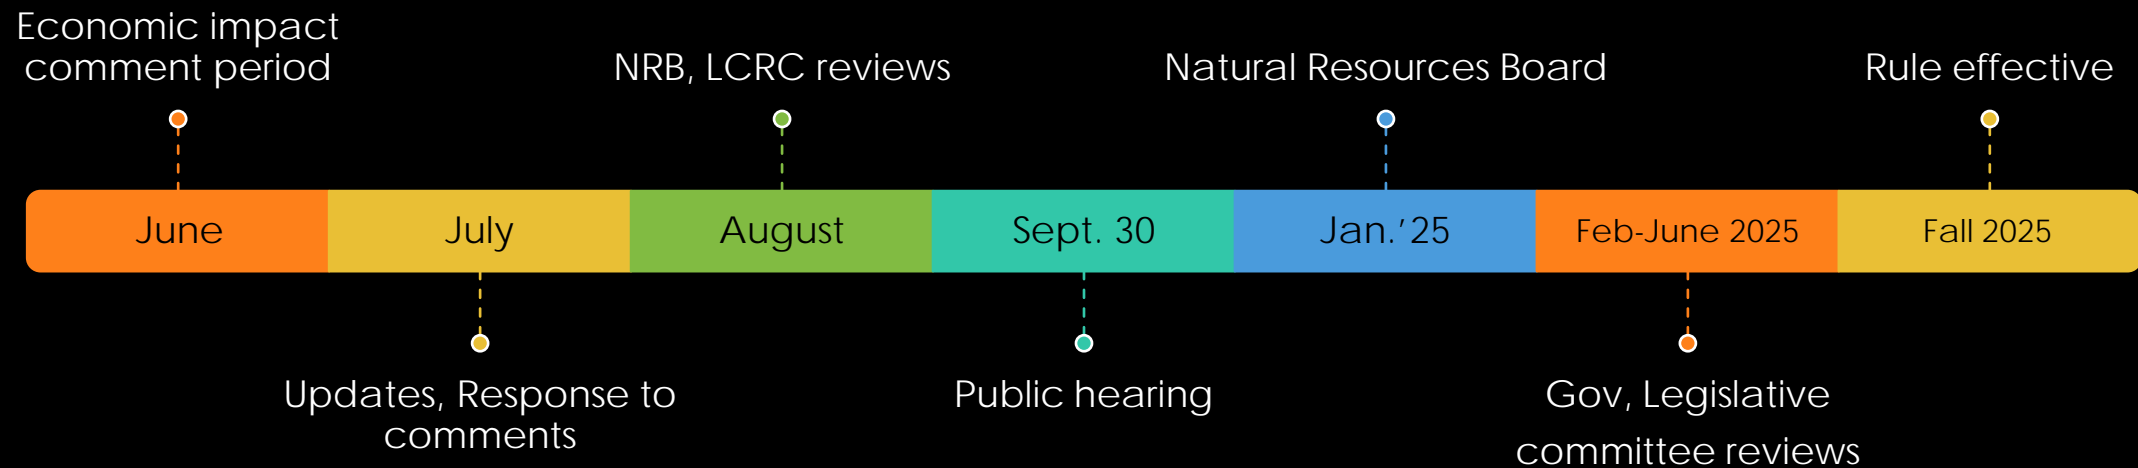 Economic impact
comment period
NRB, LCRC reviews
Natural Resources Board
Rule effective
June
July
August
Sept. 30
Jan.’25
Feb-June 2025
Fall 2025
Updates, Response to
comments
Public hearing
Gov, Legislative
committee reviews